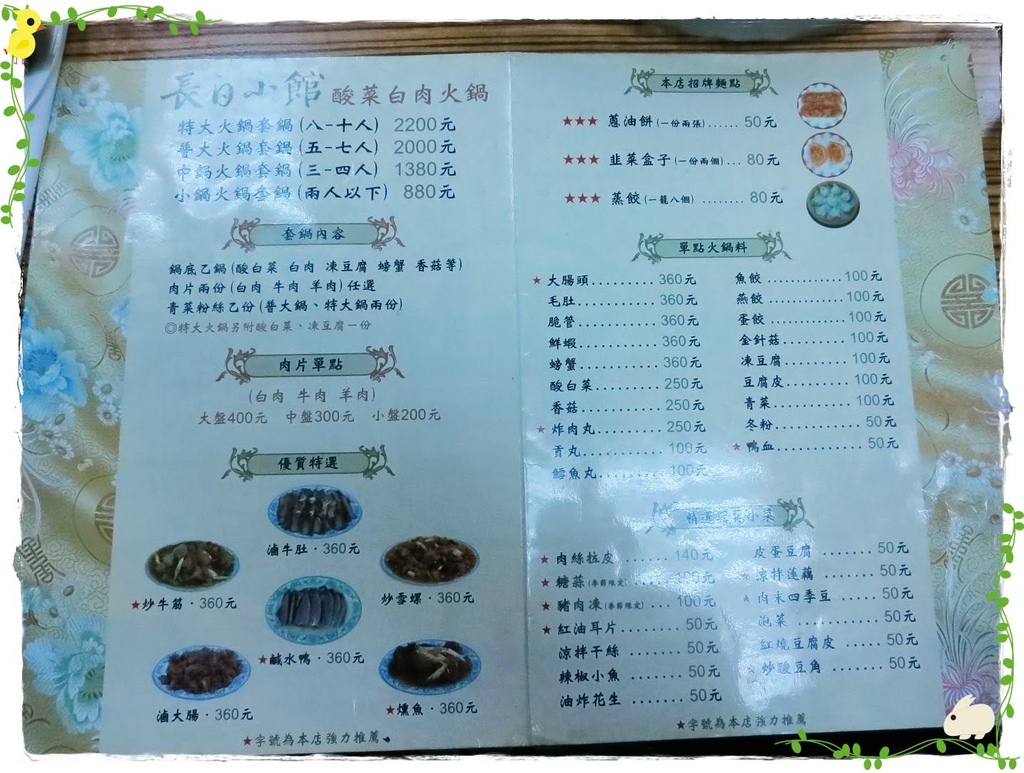 長白小館 酸菜白肉火鍋
特大火鍋套鍋(八-十人) 2200元
普大火鍋套鍋(五-七人) 2000元
中鍋火鍋套鍋(三-四人) 1380元
小鍋火鍋套鍋(兩人以下) 880元
套鍋內容
鍋底乙鍋(酸白菜 白肉 凍豆腐 螃蟹 香菇等)
肉片兩份(白肉 牛肉 羊肉)任選
青菜粉絲乙份(普大鍋、特大鍋兩份)
◎特大火鍋另附酸白菜、凍豆腐一份
肉片單點
(白肉 牛肉 羊肉)
大盤400元 中盤300元 小盤200元
優質特選
滷牛肚·360元
★炒牛筋·360元
炒雪螺·360元
★鹹水鴨·360元
滷大腸·360元
★燻魚·360元
★字號為本店強力推薦
本店招牌麵點
★★★ 蔥油餅(一份兩張)...... 50元
★★★ 韭菜盒子(一份兩個)... 80元
★★★ 蒸餃(一籠八個) ........ 80元
單點火鍋料
★大腸頭.......... 360元
毛肚............ 360元
脆管............ 360元
鮮蝦............ 360元
螃蟹............ 360元
酸白菜.......... 250元
香菇............ 250元
★炸肉丸.......... 250元
貢丸............ 100元
鱈魚丸.......... 100元
魚餃............ 100元
燕餃............ 100元
蛋餃............ 100元
金針菇.......... 100元
凍豆腐.......... 100元
豆腐皮.......... 100元
青菜............ 100元
冬粉............ 50元
★鴨血............ 50元
小菜
★肉絲拉皮 ........ 140元
★糖蒜(季節限定)
★豬肉凍(季節限定) ... 100元
★紅油耳片......... 50元
涼拌干絲 ........ 50元
辣椒小魚 ........ 50元
油炸花生 ........ 50元
皮蛋豆腐 ....... 50元
涼拌蓮藕 ....... 50元
★肉末四季豆 ..... 50元
泡菜 ........... 50元
紅燒豆腐皮 ...... 50元
炒酸豆角 ....... 50元
★字號為本店強力推薦